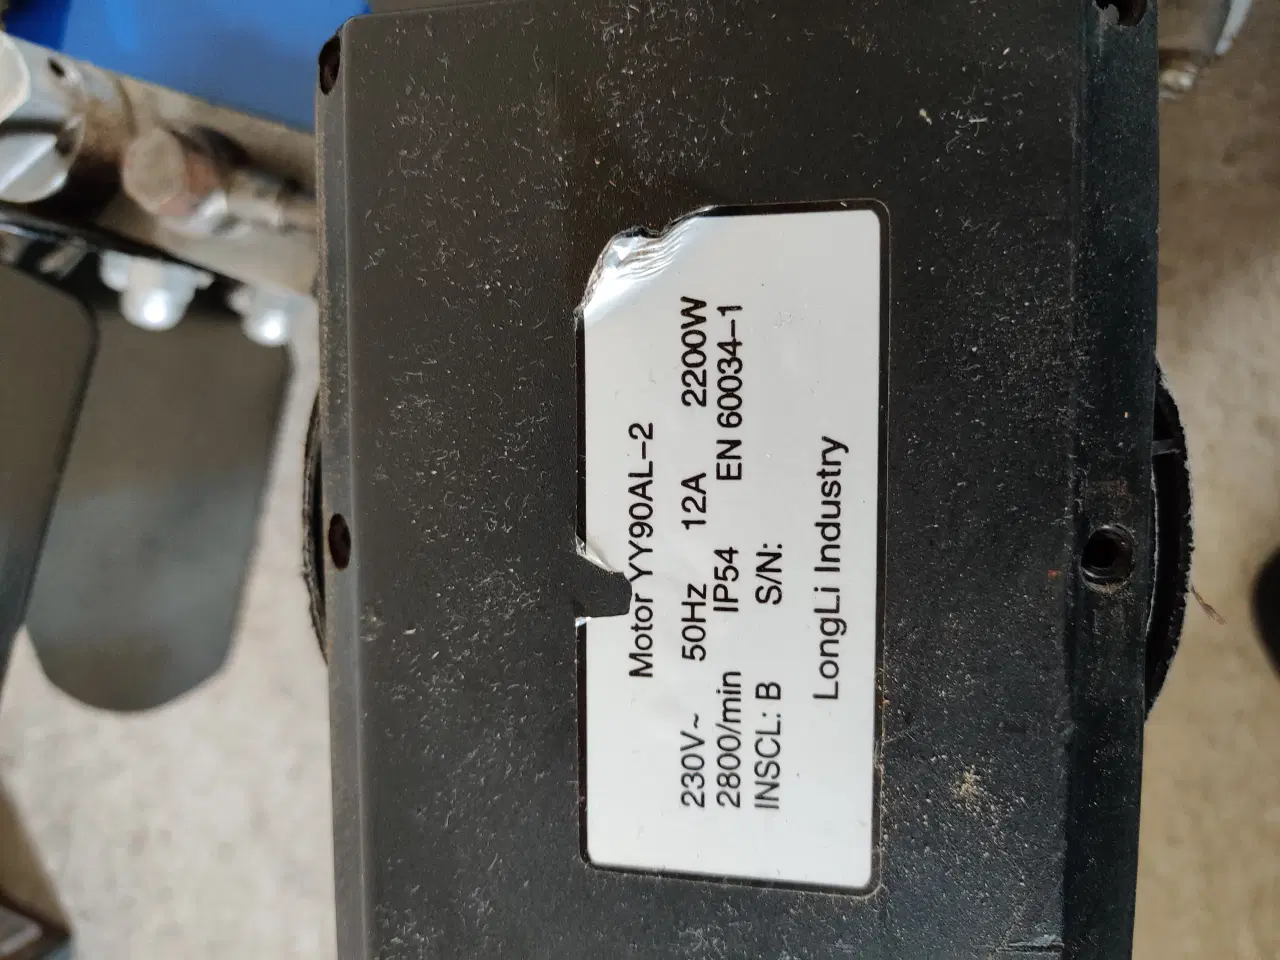 Motor YY90AL-2
230V~ 50Hz 12A 2200W
2800/min IP54 EN 60034-1
INSCL: B S/N:
LongLi Industry